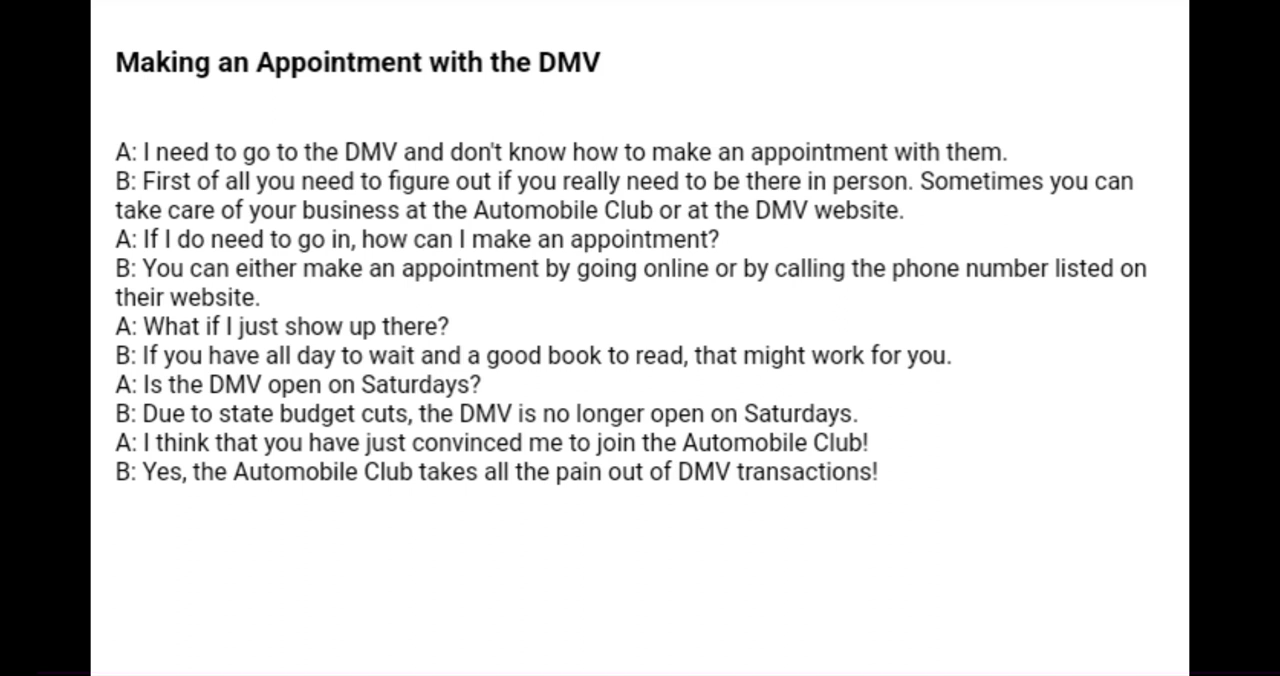 Making an Appointment with the DMV
A: I need to go to the DMV and don't know how to make an appointment with them.
B: First of all you need to figure out if you really need to be there in person. Sometimes you can
take care of your business at the Automobile Club or at the DMV website.
A: If I do need to go in, how can I make an appointment?
B: You can either make an appointment by going online or by calling the phone number listed on
their website.
A: What if I just show up there?
B: If you have all day to wait and a good book to read, that might work for you.
A: Is the DMV open on Saturdays?
B: Due to state budget cuts, the DMV is no longer open on Saturdays.
A: I think that you have just convinced me to join the Automobile Club!
B: Yes, the Automobile Club takes all the pain out of DMV transactions!